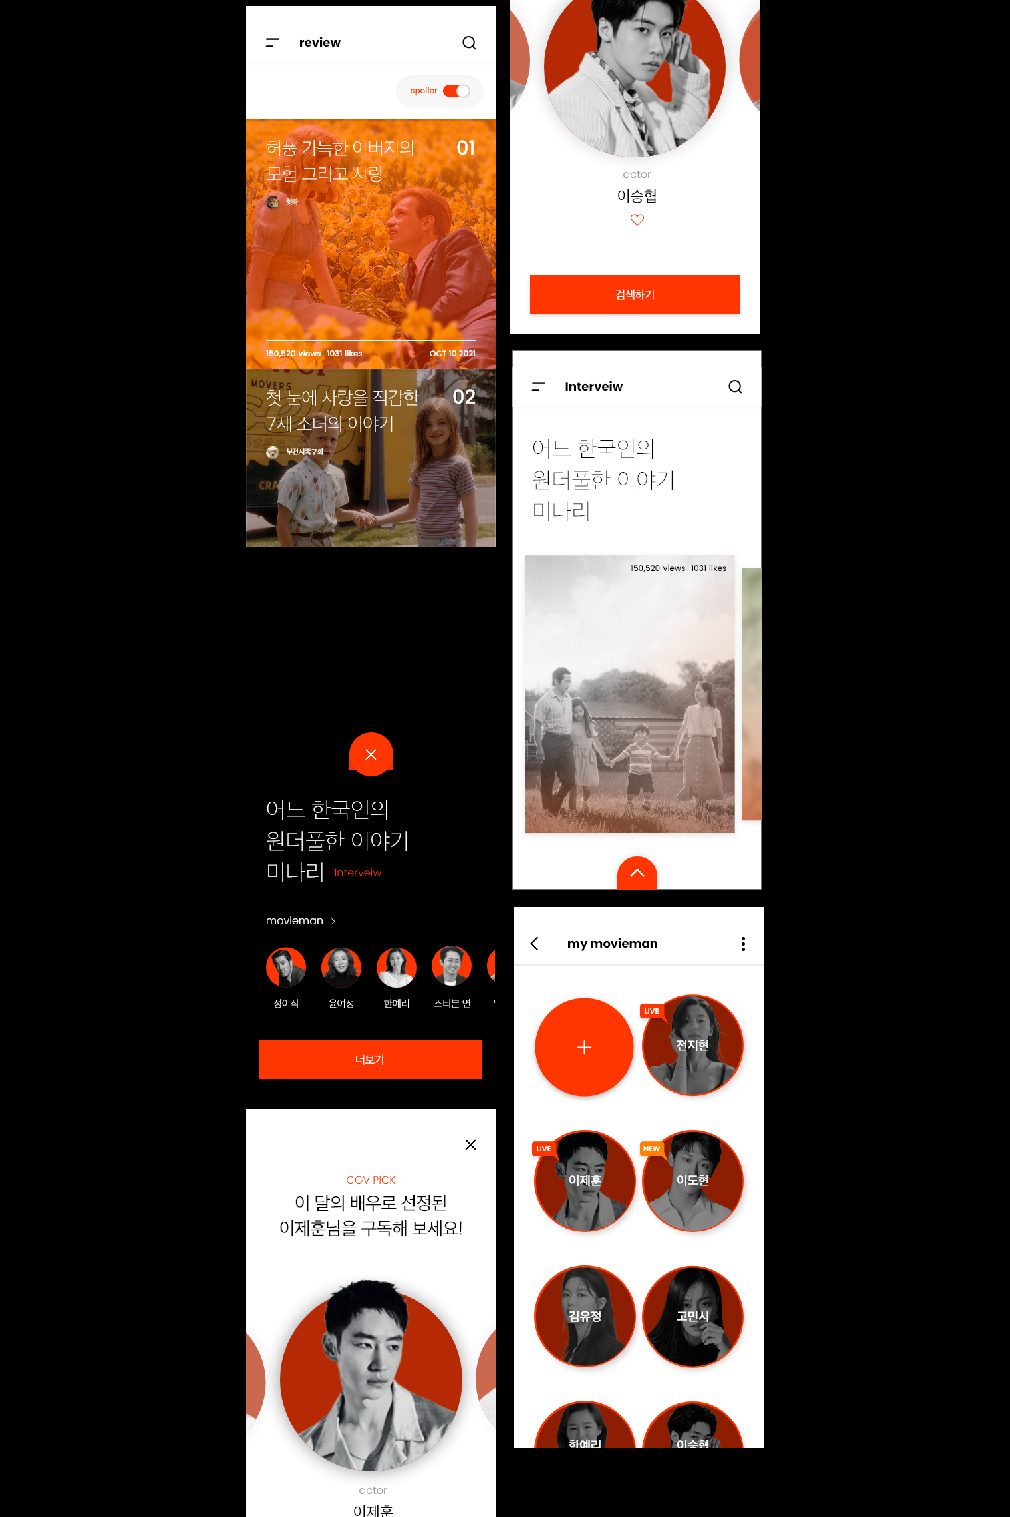 review
spoiler
허풍 가득한 아버지의
모험 그리고 사랑
01
150,520 views 1031 likes
OCT 10 2021
MOVERS
첫 눈에 사랑을 직감한
7세 소녀의 이야기
02
부천시종구쵀
CRA
어느 한국인의
원더풀한 이야기
미나리 Interveiw
movieman >
정이삭
윤여정
한예리
스티븐 연
더보기
CGV PICK
이 달의 배우로 선정된
이제훈님을 구독해 보세요!
actor
이제훈
actor
이승협
검색하기
Interveiw
어느 한국인의
원더풀한 이야기
미나리
150,520 views 1031 likes
my movieman
LIVE
전지현
LIVE
이제훈
NEW
이도현
김유정
고민시
한예리
이승협